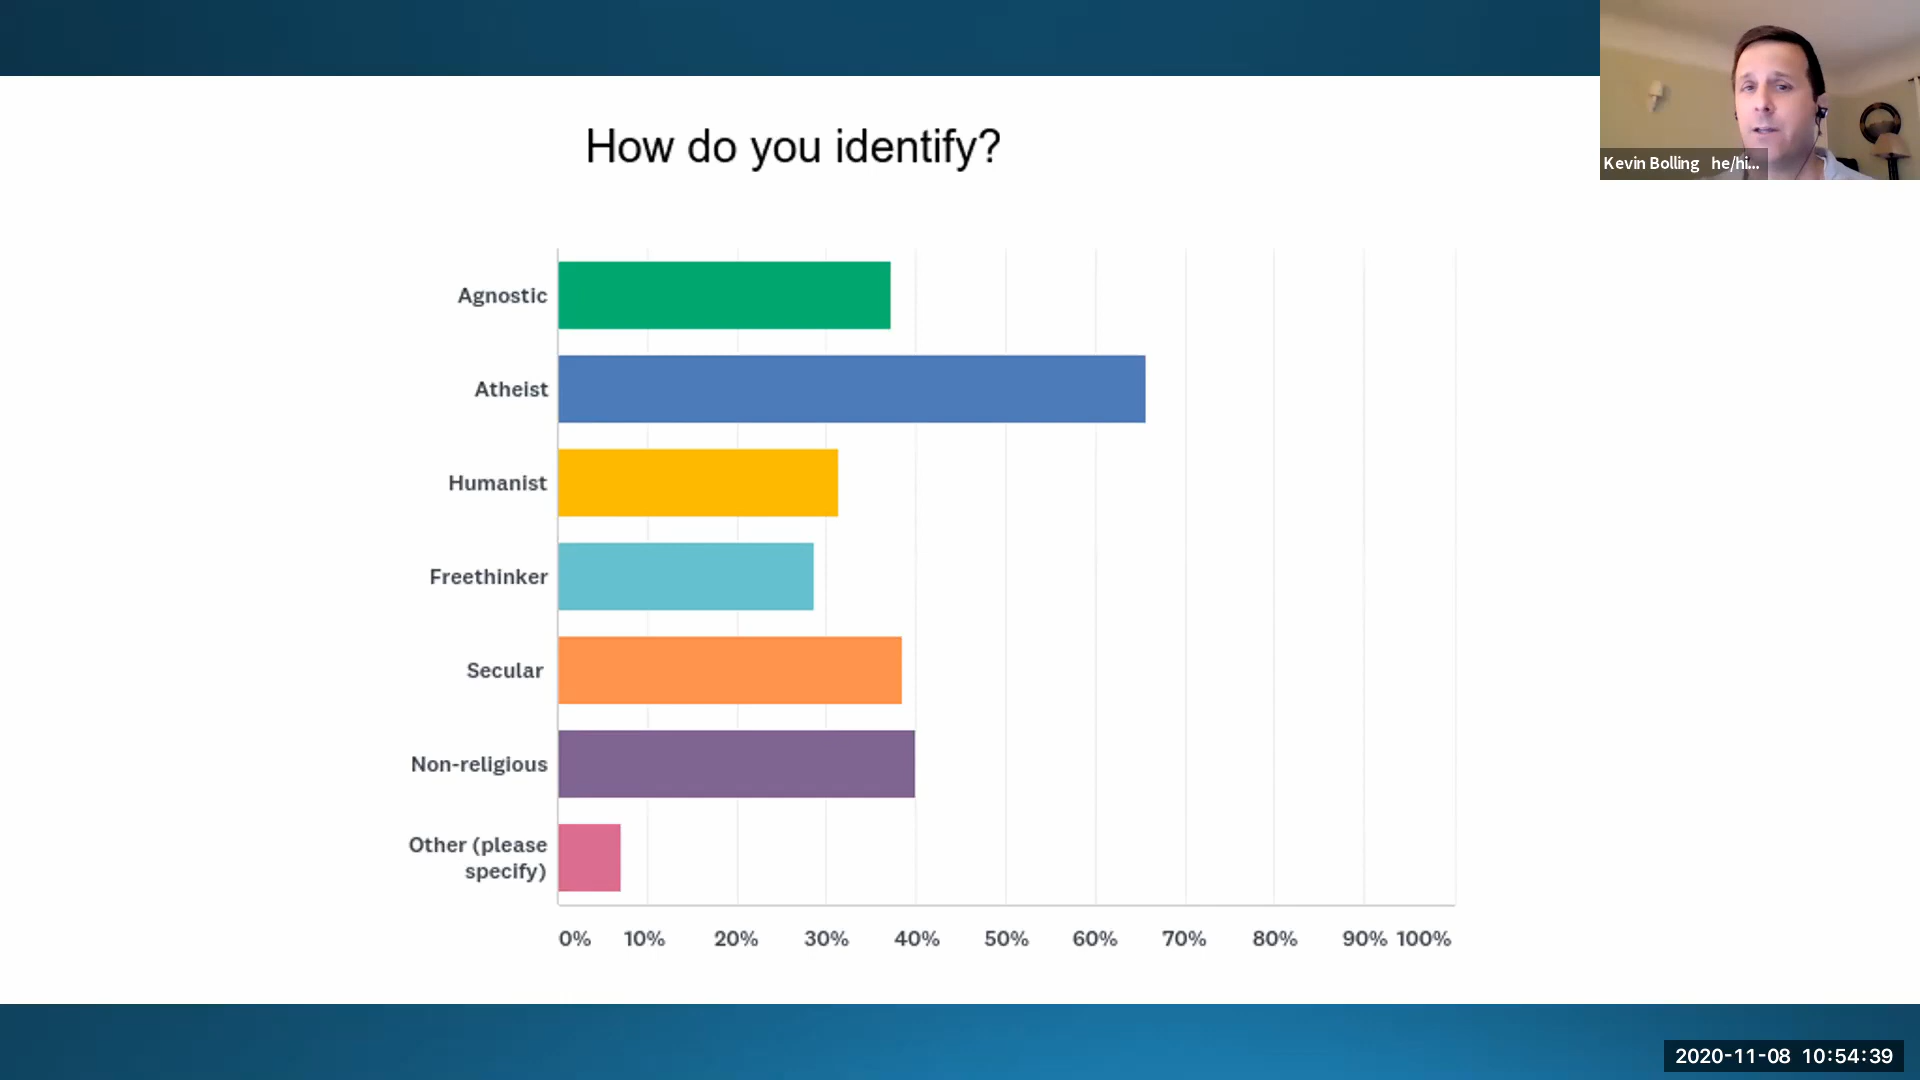 How do you identify?
Kevin Bolling he/hi...
Agnostic
Atheist
Humanist
Freethinker
Secular
Non-religious
Other (please
specify)
0% 10% 20% 30% 40% 50% 60% 70% 80% 90% 100%
2020-11-08 10:54:39